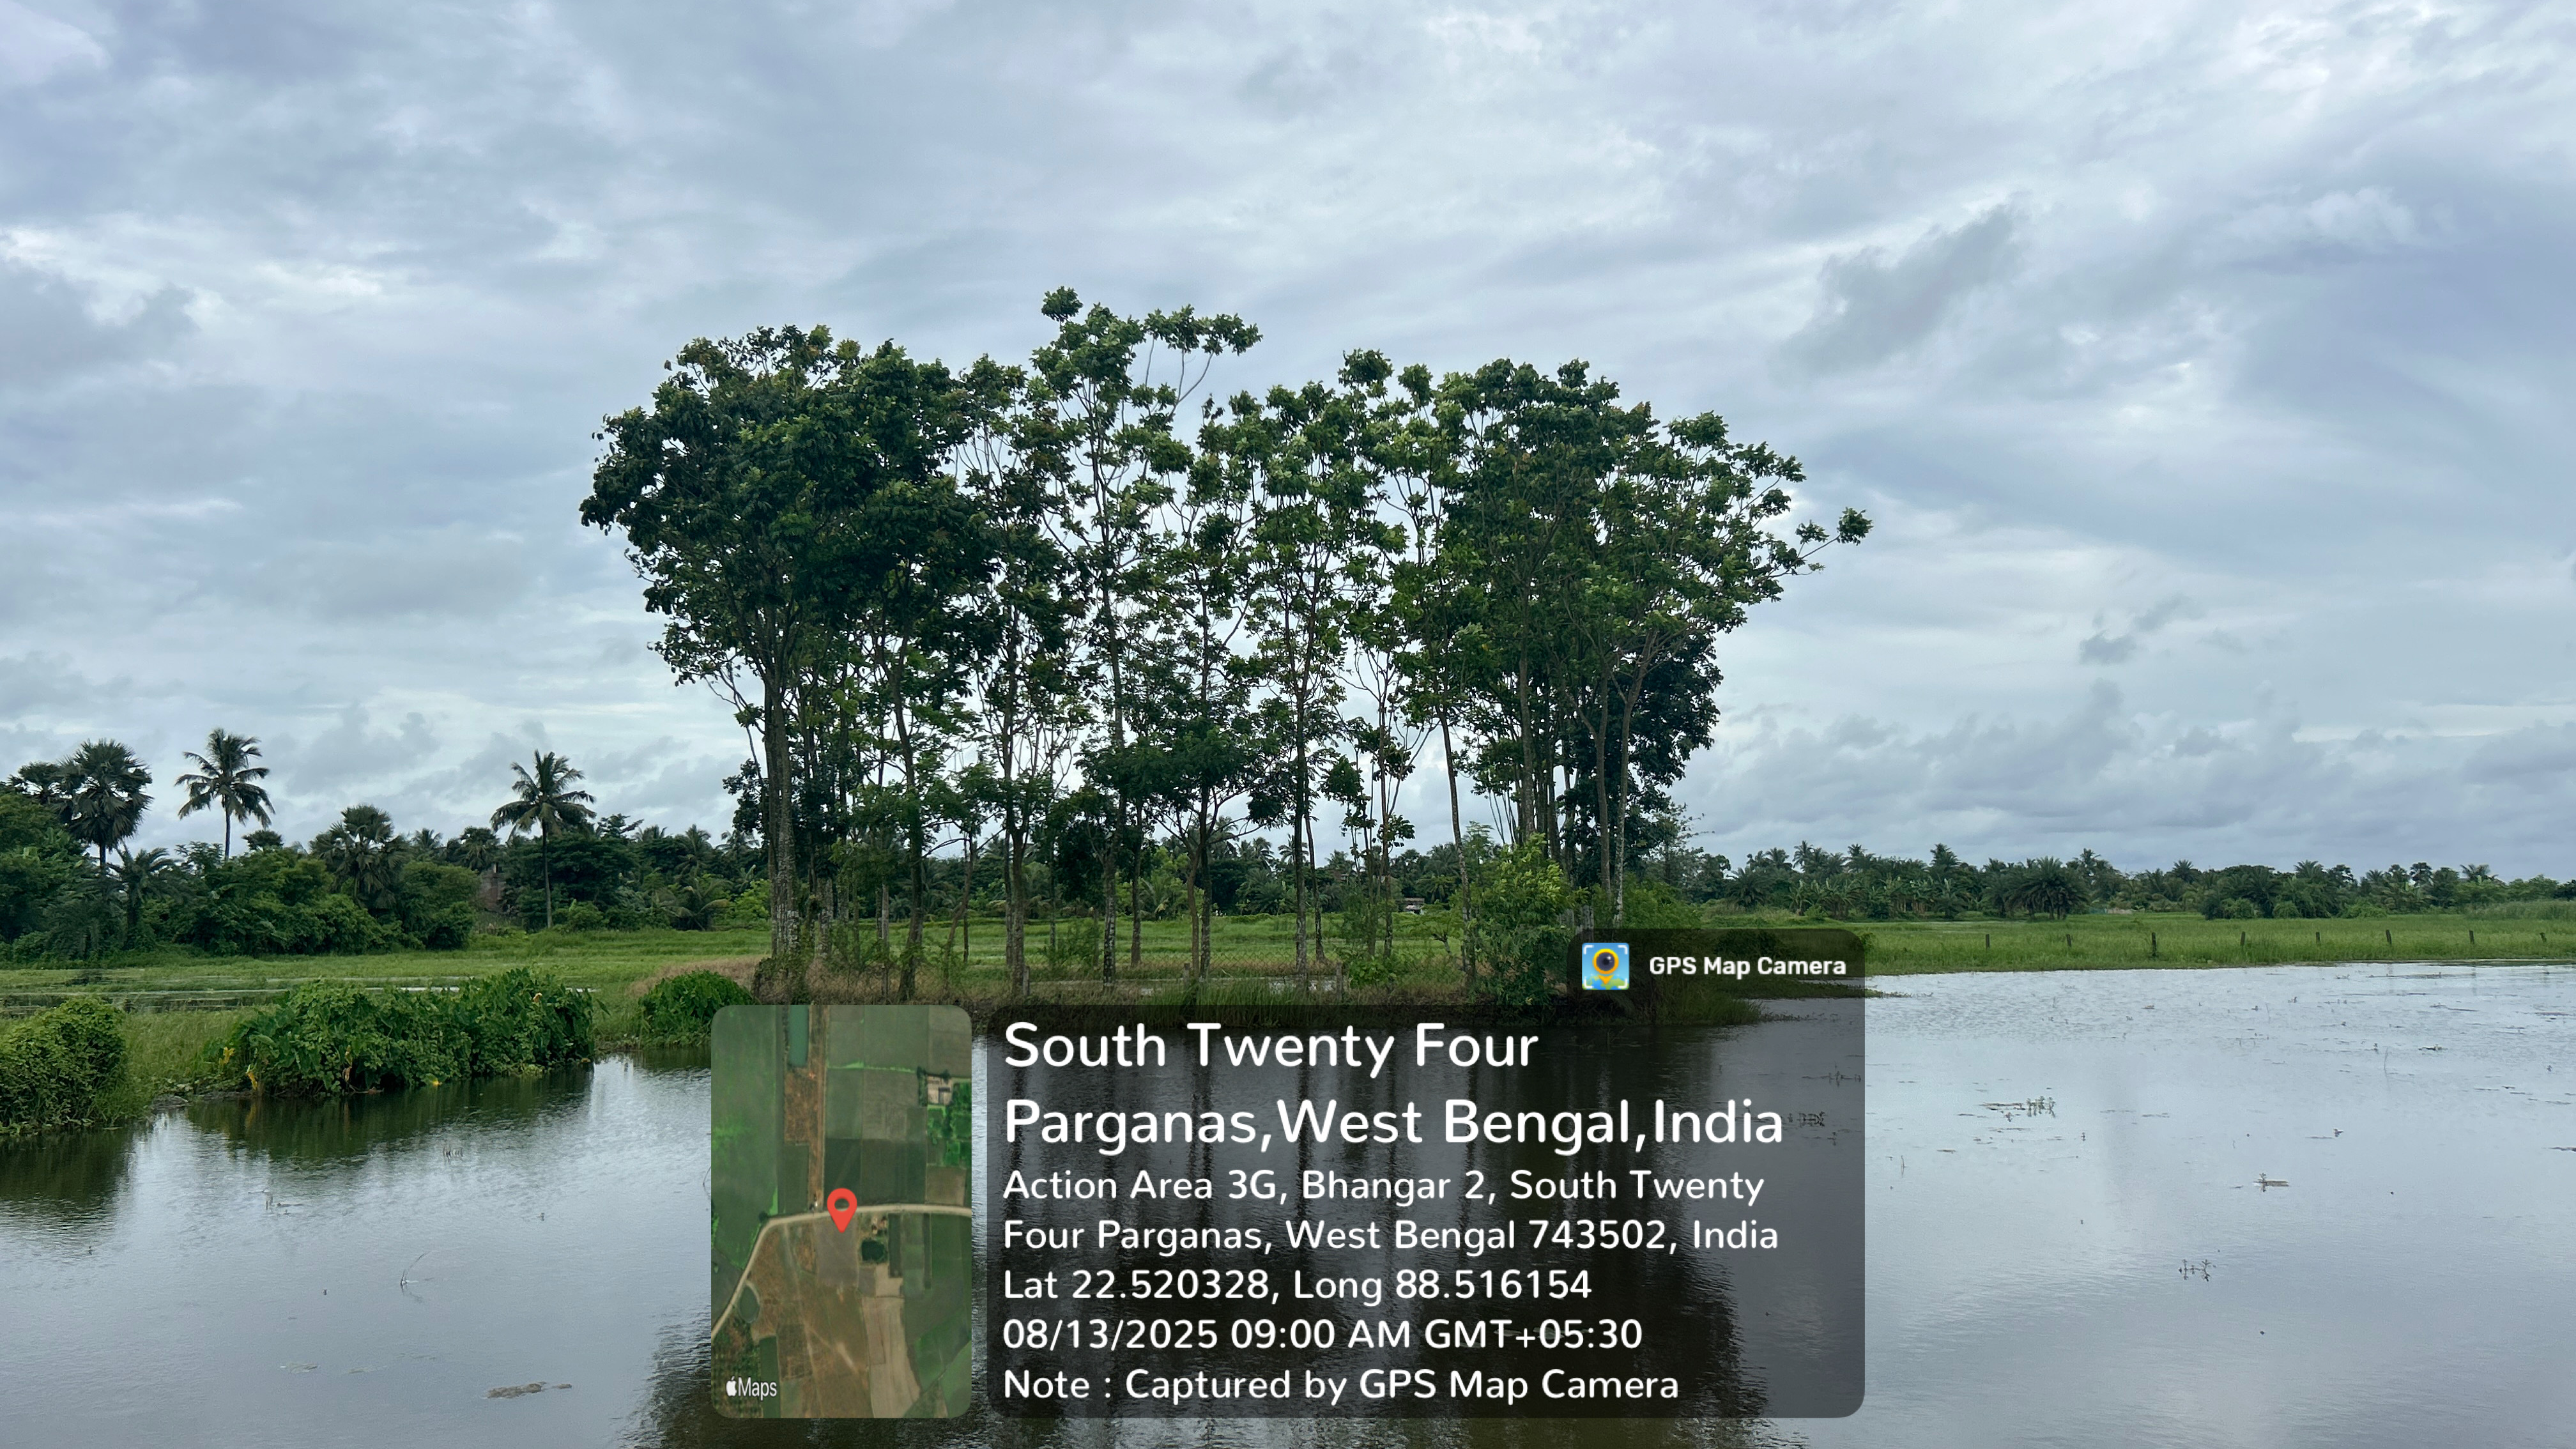 GPS Map Camera
South Twenty Four
Parganas,West Bengal,India
Action Area 3G, Bhangar 2, South Twenty
Four Parganas, West Bengal 743502, India
Lat 22.520328, Long 88.516154
08/13/2025 09:00 AM GMT+05:30
Note : Captured by GPS Map Camera
Maps